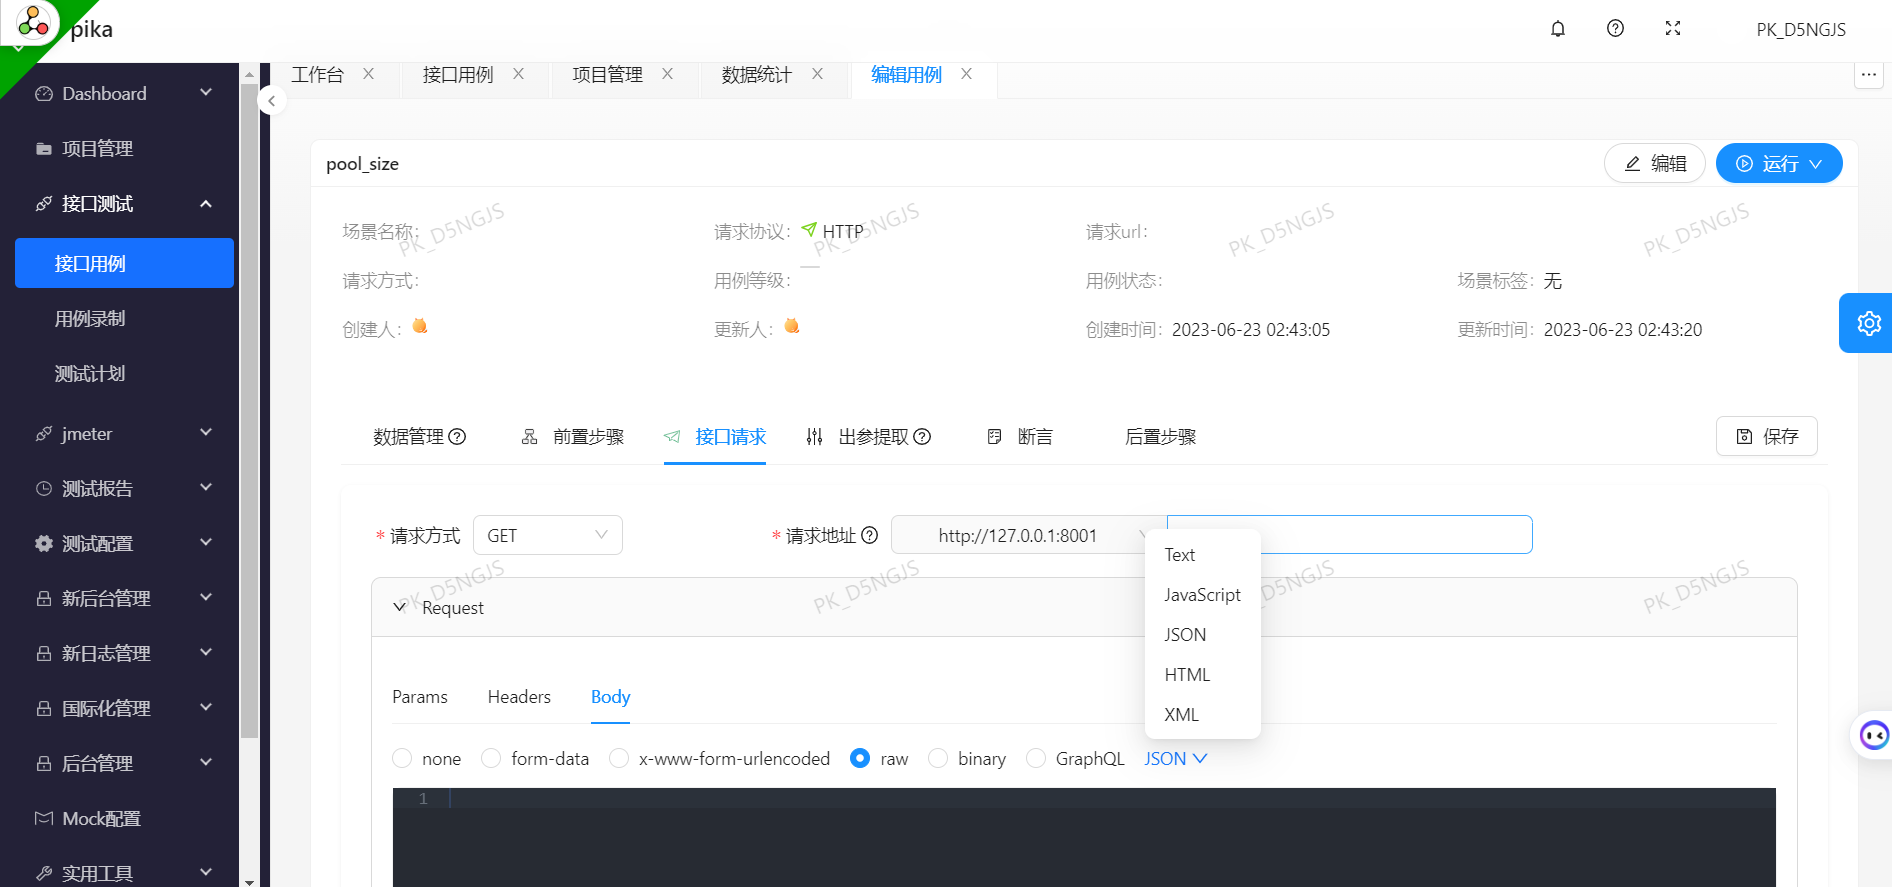 pika
PK_D5NGJS
Dashboard
项目管理
接口测试
接口用例
用例录制
测试计划
jmeter
测试报告
测试配置
新后台管理
新日志管理
国际化管理
后台管理
Mock配置
实用工具
工作台
接口用例
项目管理
数据统计
编辑用例
pool_size
编辑
运行
场景名称:
请求协议: HTTP
请求url:
请求方式:
用例等级:
用例状态:
场景标签: 无
创建人:
更新人:
创建时间: 2023-06-23 02:43:05
更新时间: 2023-06-23 02:43:20
PK_D5NGJS
PK_D5NGJS
PK_D5NGJS
PK_D5NGJS
数据管理
前置步骤
接口请求
出参提取
断言
后置步骤
保存
* 请求方式 GET
* 请求地址 http://127.0.0.1:8001
Text
JavaScript
JSON
HTML
XML
Request
PK_D5NGJS
PK_D5NGJS
D5NGJS
PK_D5NGJS
Params
Headers
Body
none
form-data
x-www-form-urlencoded
raw
binary
GraphQL
JSON
1